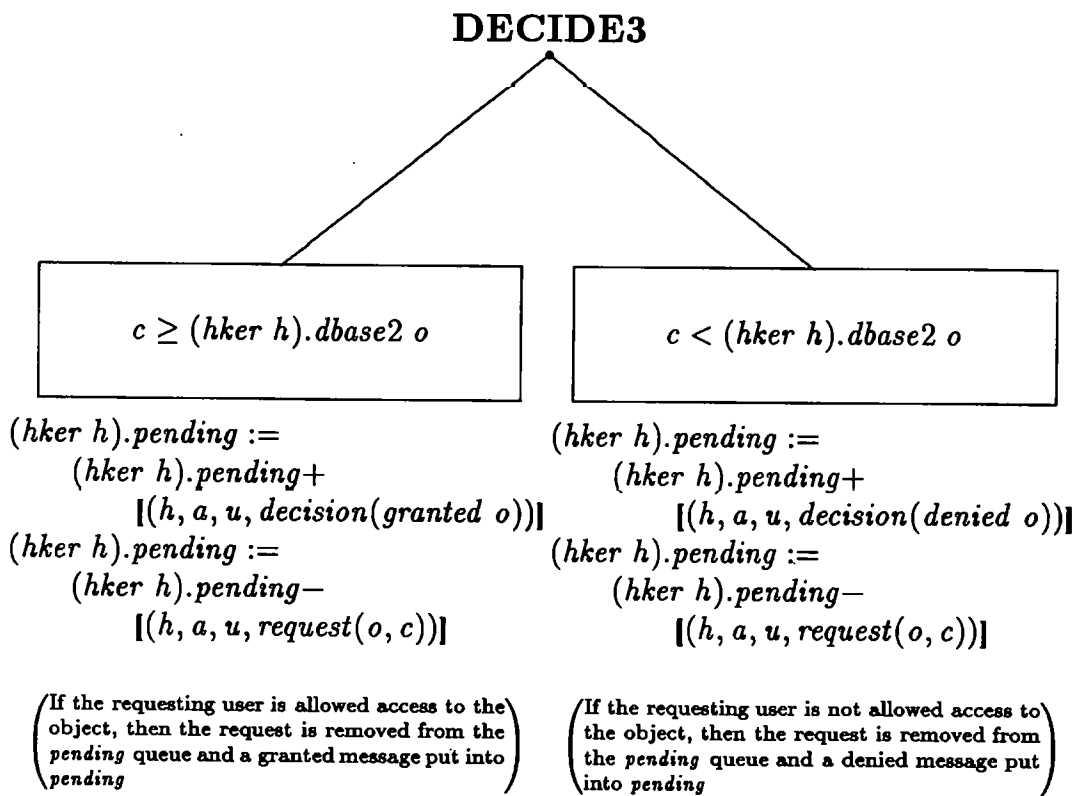 DECIDE3
c ≥ (hker h).dbase2 o
c < (hker h).dbase2 o
(hker h).pending :=
(hker h).pending+
⟦(h, a, u, decision(granted o))⟧
(hker h).pending :=
(hker h).pending−
⟦(h, a, u, request(o, c))⟧
(hker h).pending :=
(hker h).pending+
⟦(h, a, u, decision(denied o))⟧
(hker h).pending :=
(hker h).pending−
⟦(h, a, u, request(o, c))⟧
(If the requesting user is allowed access to the
object, then the request is removed from the
pending queue and a granted message put into
pending)
(If the requesting user is not allowed access to
the object, then the request is removed from
the pending queue and a denied message put
into pending)